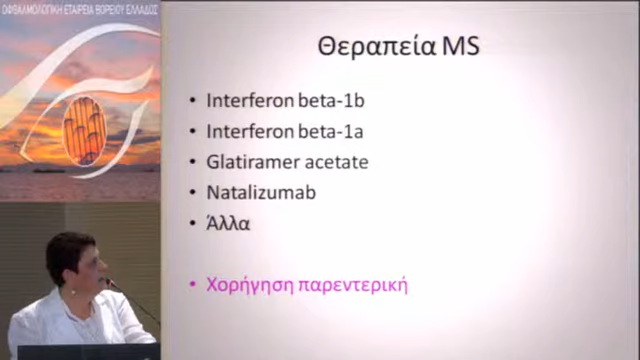 ΟΦΘΑΛΜΟΛΟΓΙΚΗ ΕΤΑΙΡΕΙΑ ΒΟΡΕΙΟΥ ΕΛΛΑΔΟΣ
Θεραπεία MS
• Interferon beta-1b
• Interferon beta-1a
• Glatiramer acetate
• Natalizumab
• Άλλα
• Χορήγηση παρεντερική